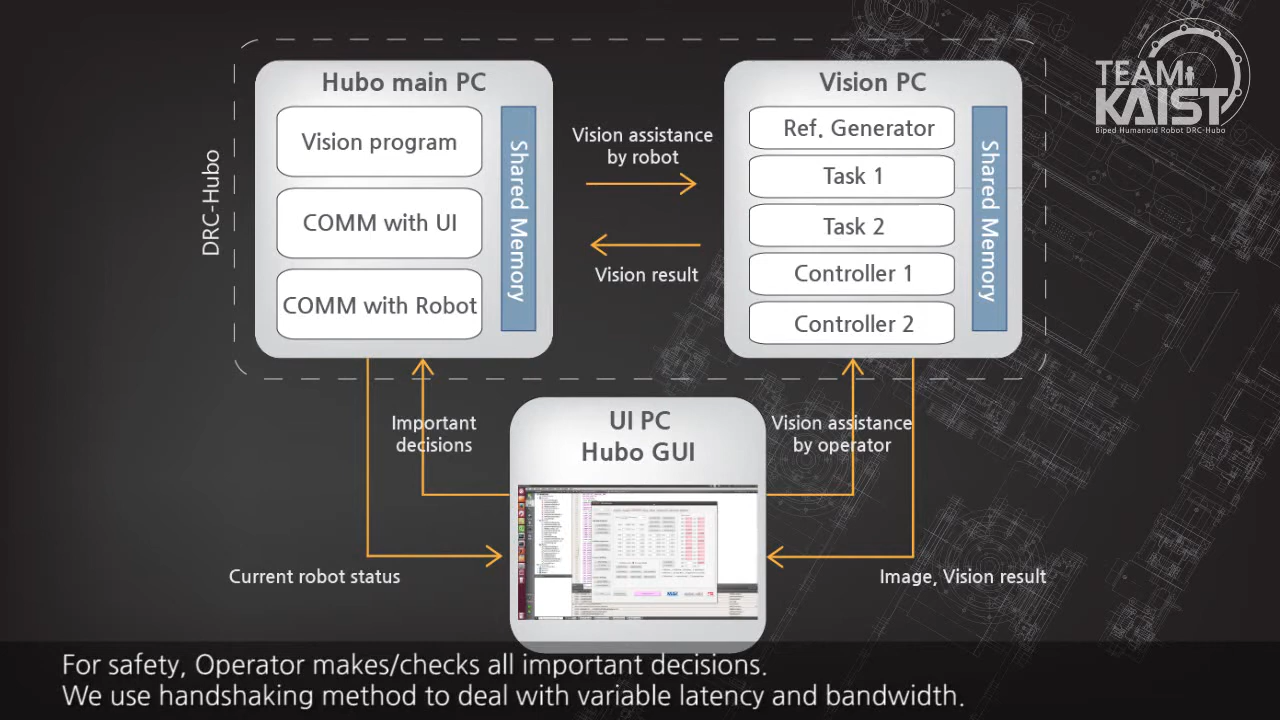 TEAM
KAIST
Biped Humanoid Robot DRC-Hubo
DRC-Hubo
Hubo main PC
Vision program
COMM with UI
COMM with Robot
Shared Memory
Vision assistance
by robot
Vision result
Vision PC
Ref. Generator
Task 1
Task 2
Controller 1
Controller 2
Shared Memory
Important
decisions
UI PC
Hubo GUI
Vision assistance
by operator
Current robot status
Image, Vision result
For safety, Operator makes/checks all important decisions.
We use handshaking method to deal with variable latency and bandwidth.